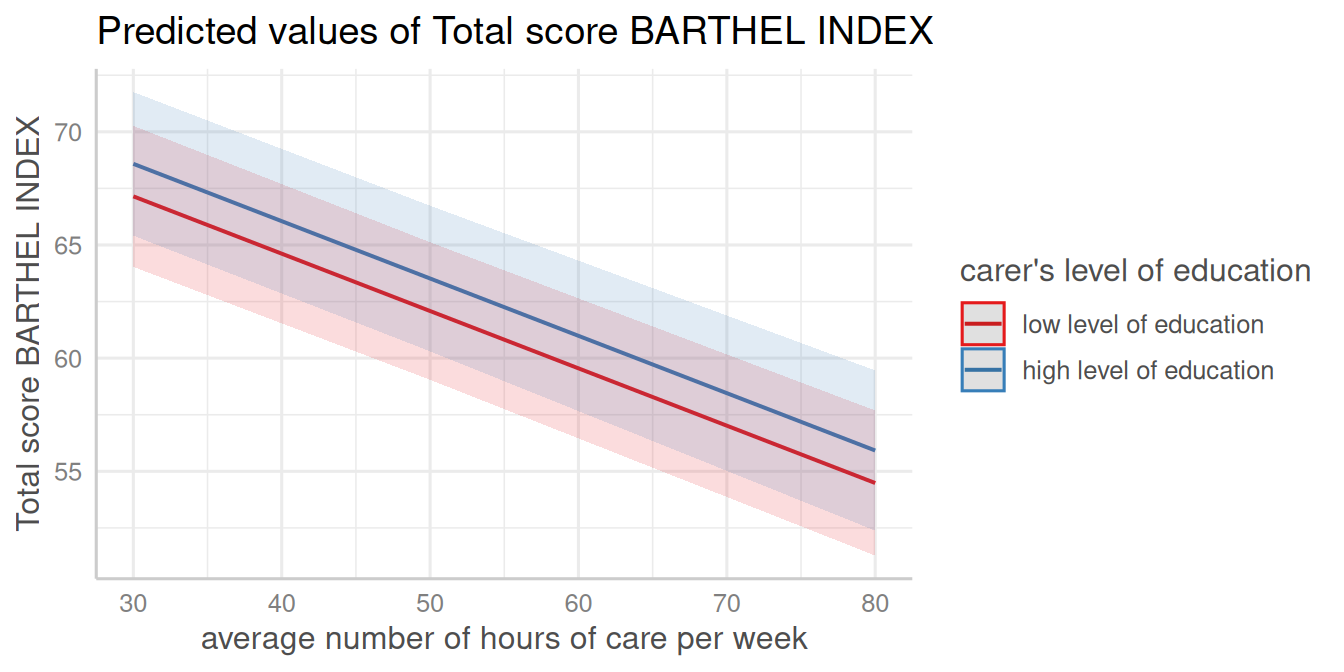 Predicted values of Total score BARTHEL INDEX
Total score BARTHEL INDEX
70
65
60
55
30 40 50 60 70 80
average number of hours of care per week
carer's level of education
low level of education
high level of education